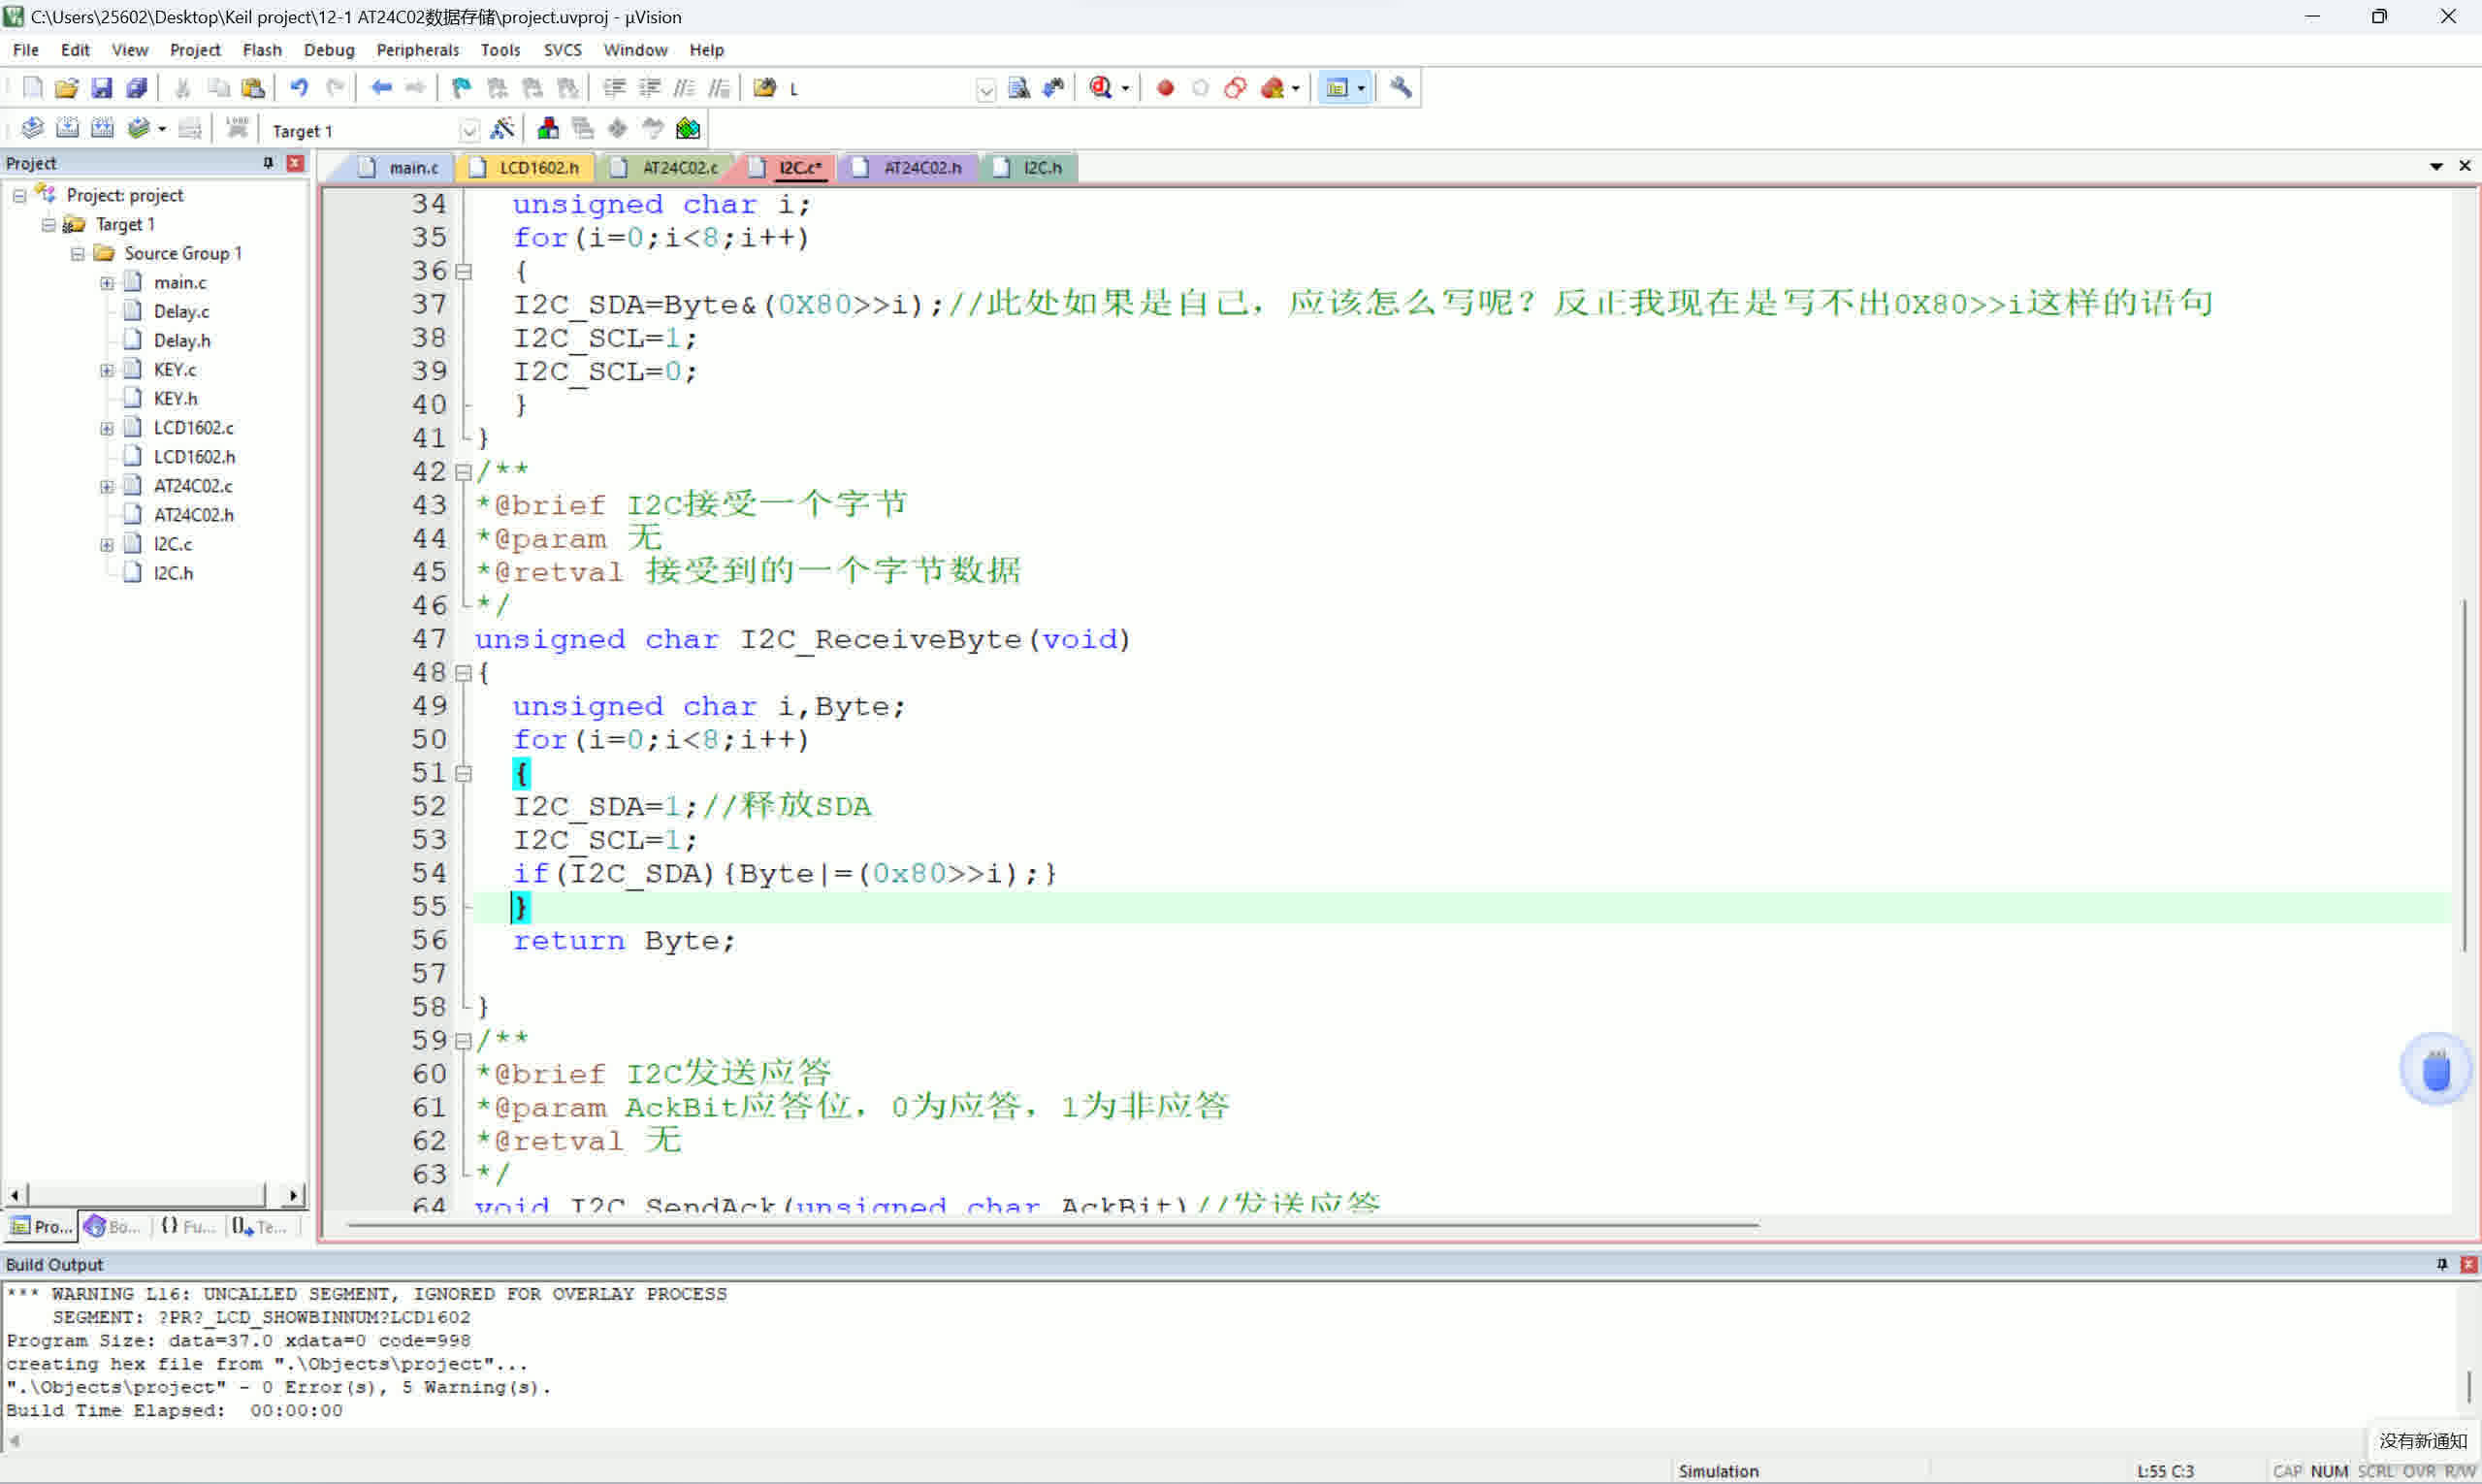 C:\Users\25602\Desktop\Keil project\12-1 AT24C02数据存储\project.uvproj - µVision
File Edit View Project Flash Debug Peripherals Tools SVCS Window Help
L
Target 1
Project
main.c LCD1602.h AT24C02.c I2C.c* AT24C02.h I2C.h
Project: project
Target 1
Source Group 1
main.c
Delay.c
Delay.h
KEY.c
KEY.h
LCD1602.c
LCD1602.h
AT24C02.c
AT24C02.h
I2C.c
I2C.h
Pro... Bo... {} Fu... Te...
34 unsigned char i;
35 for(i=0;i<8;i++)
36 {
37 I2C_SDA=Byte&(0X80>>i);//此处如果是自己，应该怎么写呢？反正我现在是写不出0X80>>i这样的语句
38 I2C_SCL=1;
39 I2C_SCL=0;
40 }
41 }
42 /**
43 *@brief I2C接受一个字节
44 *@param 无
45 *@retval 接受到的一个字节数据
46 */
47 unsigned char I2C_ReceiveByte(void)
48 {
49 unsigned char i,Byte;
50 for(i=0;i<8;i++)
51 {
52 I2C_SDA=1;//释放SDA
53 I2C_SCL=1;
54 if(I2C_SDA){Byte|=(0x80>>i);}
55 }
56 return Byte;
57
58 }
59 /**
60 *@brief I2C发送应答
61 *@param AckBit应答位，0为应答，1为非应答
62 *@retval 无
63 */
64 void I2C_SendAck(unsigned char AckBit)//发送应答
Build Output
*** WARNING L16: UNCALLED SEGMENT, IGNORED FOR OVERLAY PROCESS
SEGMENT: ?PR?_LCD_SHOWBINNUM?LCD1602
Program Size: data=37.0 xdata=0 code=998
creating hex file from ".\Objects\project"...
".\Objects\project" - 0 Error(s), 5 Warning(s).
Build Time Elapsed: 00:00:00
没有新通知
Simulation L:55 C:3 CAP NUM SCRL OVR R/W